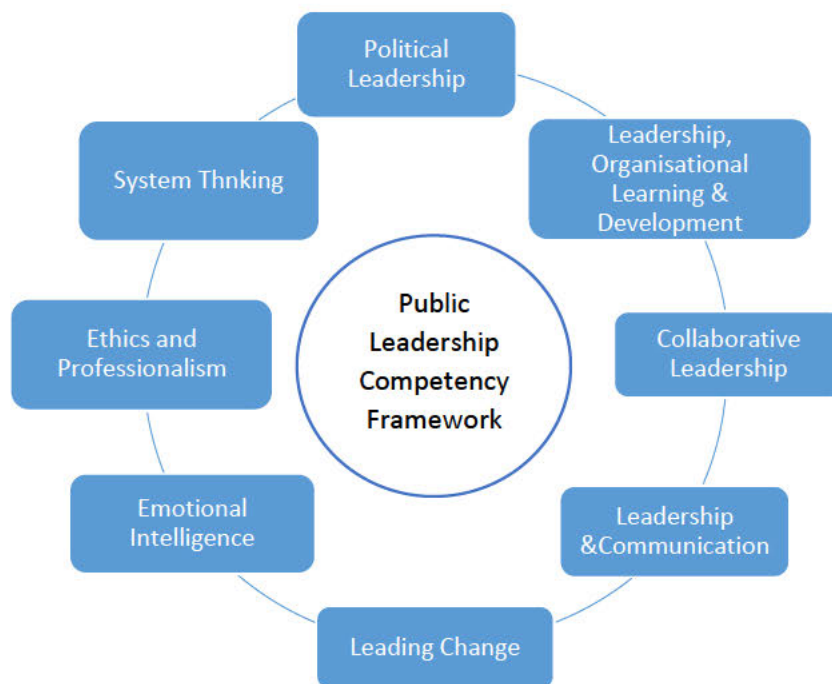 Political
Leadership
Leadership,
Organisational
Learning &
Development
Collaborative
Leadership
Leadership
&Communication
Leading Change
Emotional
Intelligence
Ethics and
Professionalism
System Thnking
Public
Leadership
Competency
Framework